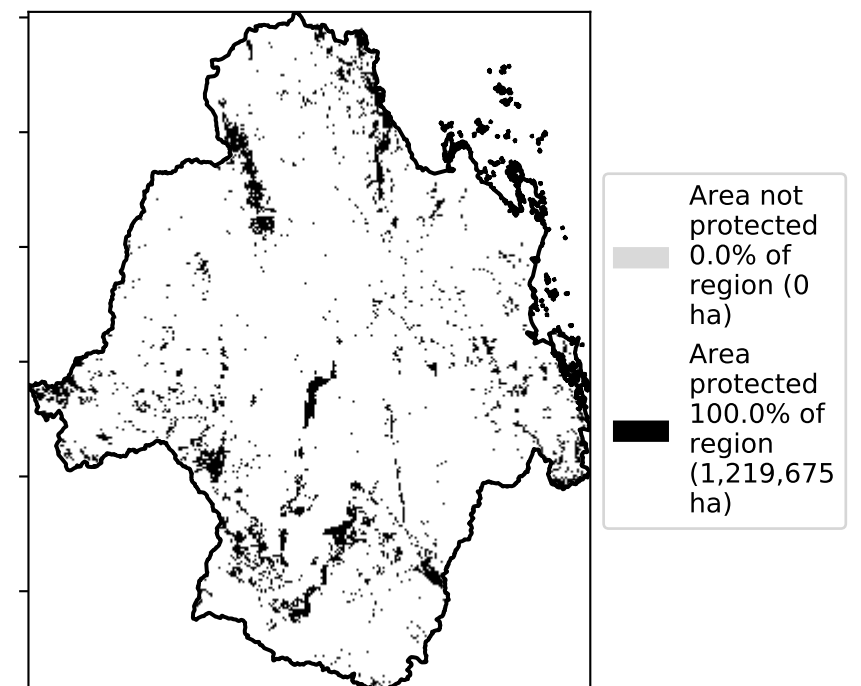 Area not
protected
0.0% of
region (0
ha)
Area
protected
100.0% of
region
(1,219,675
ha)